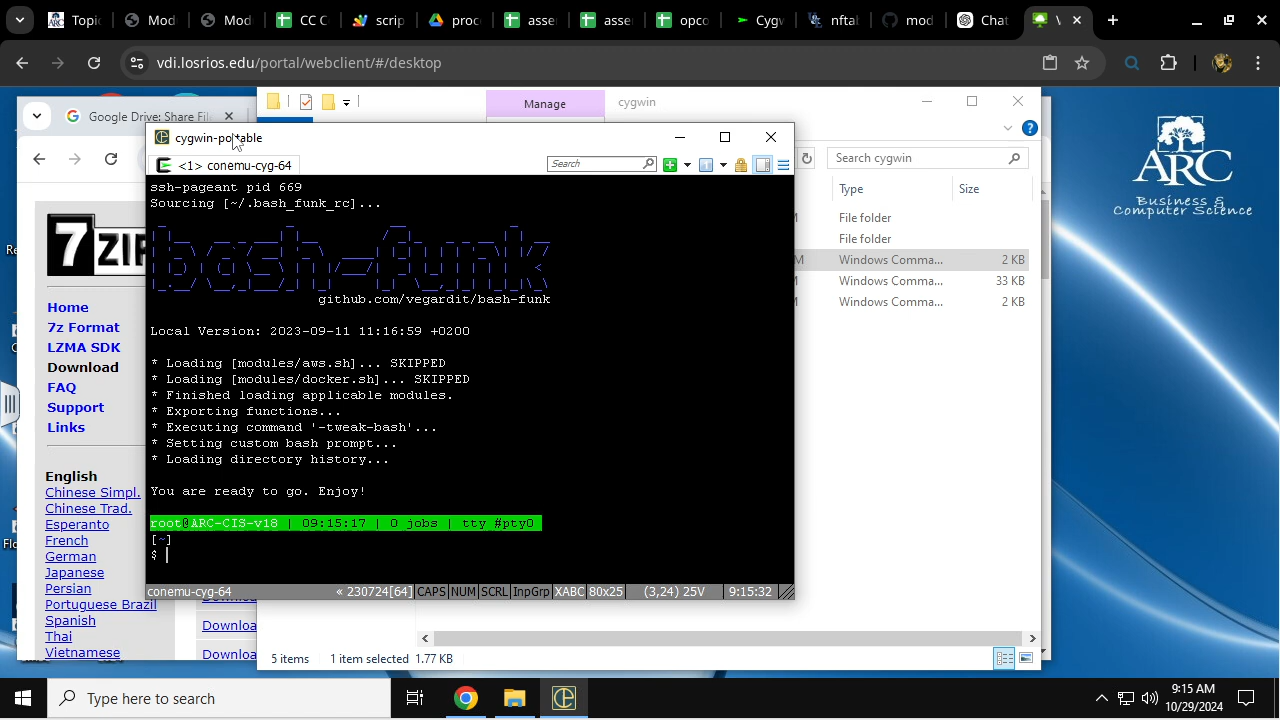 Topic
Mode
Mode
CC C
scrip
proc
asse
asse
opco
Cygw
nftab
mod
Chat
vdi.losrios.edu/portal/webclient/#/desktop
Google Drive: Share Fil
Manage
cygwin
ARC
Business &
Computer Science
cygwin-portable
<1> conemu-cyg-64
Search
Search cygwin
Type
Size
File folder
File folder
Windows Comma...
2 KB
Windows Comma...
33 KB
Windows Comma...
2 KB
7ZIP
Home
7z Format
LZMA SDK
Download
FAQ
Support
Links
English
Chinese Simpl.
Chinese Trad.
Esperanto
French
German
Japanese
Persian
Portuguese Brazil
Spanish
Thai
Vietnamese
ssh-pageant pid 669
Sourcing [~/.bash_funk_rc]...
bash-funk
github.com/vegardit/bash-funk
Local Version: 2023-09-11 11:16:59 +0200
* Loading [modules/aws.sh]... SKIPPED
* Loading [modules/docker.sh]... SKIPPED
* Finished loading applicable modules.
* Exporting functions...
* Executing command '-tweak-bash'...
* Setting custom bash prompt...
* Loading directory history...
You are ready to go. Enjoy!
root@ARC-CIS-v18 | 09:15:17 | 0 jobs | tty #pty0
[~]
$
conemu-cyg-64
« 230724[64] CAPS NUM SCRL InpGrp XABC 80x25 (3,24) 25V 9:15:32
Downloa
Downloa
5 items
1 item selected 1.77 KB
Type here to search
9:15 AM
10/29/2024